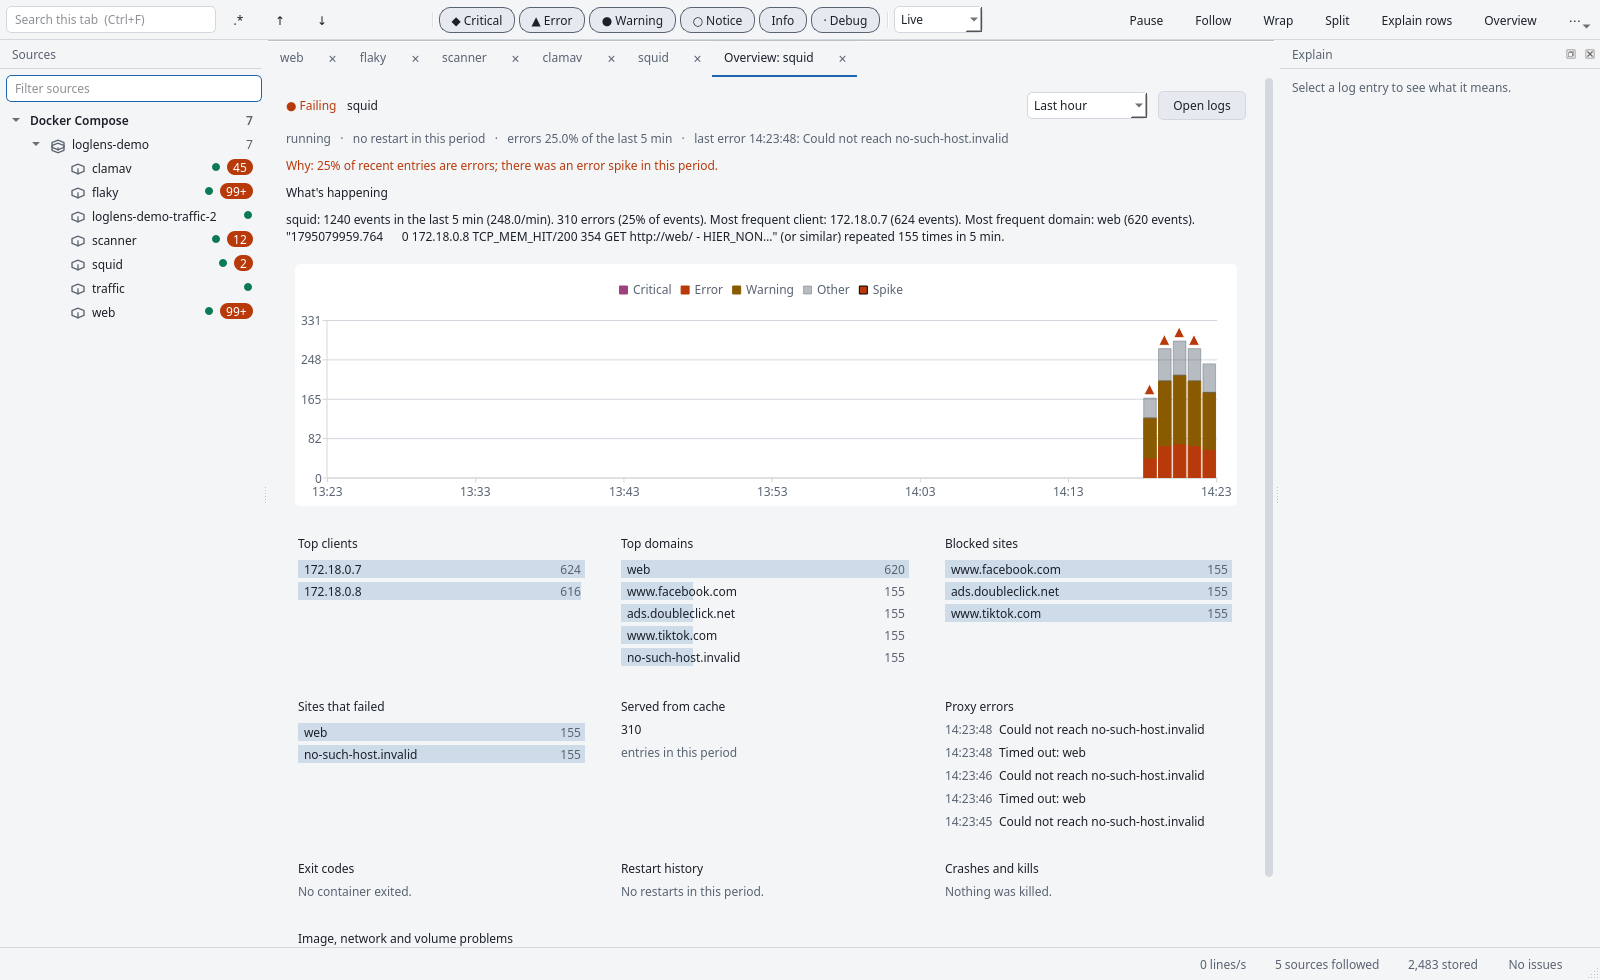 Search this tab (Ctrl+F) .* ↑ ↓ ◆ Critical ▲ Error ● Warning ○ Notice Info · Debug Live Pause Follow Wrap Split Explain rows Overview ...
Sources
Filter sources
Docker Compose 7
loglens-demo 7
clamav 45
flaky 99+
loglens-demo-traffic-2
scanner 12
squid 2
traffic
web 99+
web × flaky × scanner × clamav × squid × Overview: squid ×
● Failing squid Last hour Open logs
running · no restart in this period · errors 25.0% of the last 5 min · last error 14:23:48: Could not reach no-such-host.invalid
Why: 25% of recent entries are errors; there was an error spike in this period.
What's happening
squid: 1240 events in the last 5 min (248.0/min). 310 errors (25% of events). Most frequent client: 172.18.0.7 (624 events). Most frequent domain: web (620 events).
"1795079959.764 0 172.18.0.8 TCP_MEM_HIT/200 354 GET http://web/ - HIER_NON..." (or similar) repeated 155 times in 5 min.
Critical Error Warning Other Spike
331
248
165
82
0
13:23 13:33 13:43 13:53 14:03 14:13 14:23
Top clients
172.18.0.7 624
172.18.0.8 616
Top domains
web 620
www.facebook.com 155
ads.doubleclick.net 155
www.tiktok.com 155
no-such-host.invalid 155
Blocked sites
www.facebook.com 155
ads.doubleclick.net 155
www.tiktok.com 155
Sites that failed
web 155
no-such-host.invalid 155
Served from cache
310
entries in this period
Proxy errors
14:23:48 Could not reach no-such-host.invalid
14:23:48 Timed out: web
14:23:46 Could not reach no-such-host.invalid
14:23:46 Timed out: web
14:23:45 Could not reach no-such-host.invalid
Exit codes
No container exited.
Restart history
No restarts in this period.
Crashes and kills
Nothing was killed.
Image, network and volume problems
Explain
Select a log entry to see what it means.
0 lines/s 5 sources followed 2,483 stored No issues